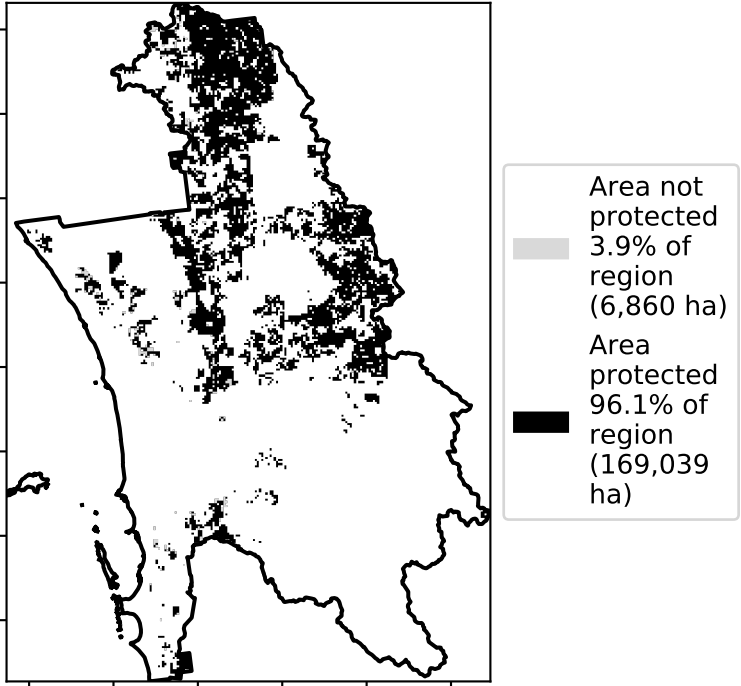 Area not
protected
3.9% of
region
(6,860 ha)
Area
protected
96.1% of
region
(169,039
ha)